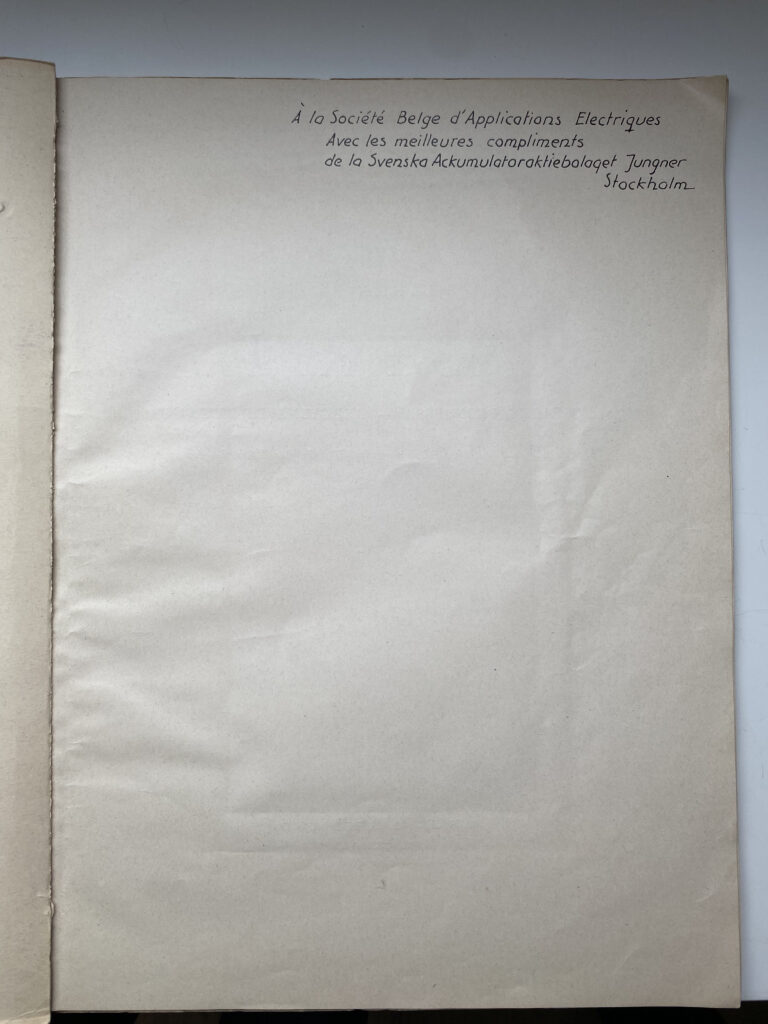 À la Société Belge d'Applications Electriques
Avec les meilleures compliments
de la Svenska Ackumulatoraktiebolaget Jungner
Stockholm